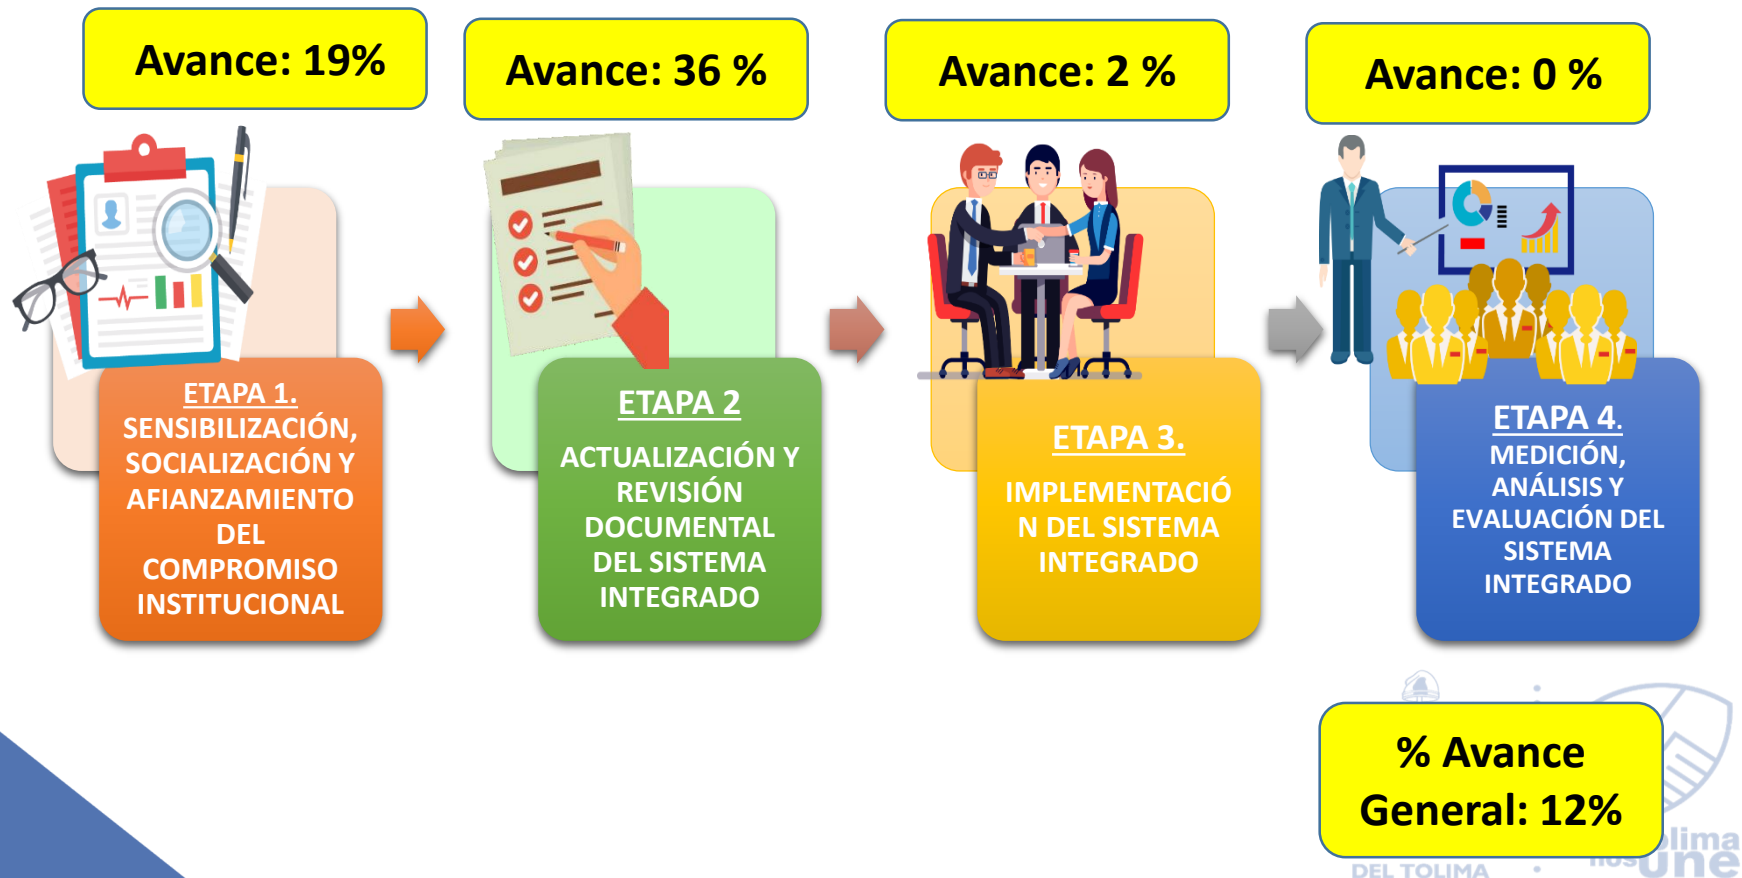 Avance: 19%
Avance: 36 %
Avance: 2 %
Avance: 0 %
ETAPA 1.
SENSIBILIZACIÓN,
SOCIALIZACIÓN Y
AFIANZAMIENTO
DEL
COMPROMISO
INSTITUCIONAL
ETAPA 2
ACTUALIZACIÓN Y
REVISIÓN
DOCUMENTAL
DEL SISTEMA
INTEGRADO
ETAPA 3.
IMPLEMENTACIÓ
N DEL SISTEMA
INTEGRADO
ETAPA 4.
MEDICIÓN,
ANÁLISIS Y
EVALUACIÓN DEL
SISTEMA
INTEGRADO
% Avance
General: 12%
DEL TOLIMA
une